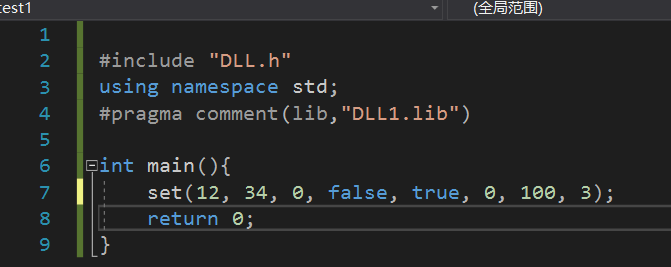 test1 (全局范围)
1
2 #include "DLL.h"
3 using namespace std;
4 #pragma comment(lib,"DLL1.lib")
5
6 int main(){
7 set(12, 34, 0, false, true, 0, 100, 3);
8 return 0;
9 }